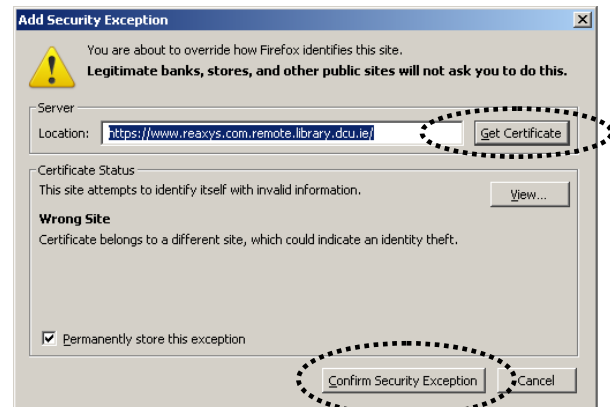 Add Security Exception
You are about to override how Firefox identifies this site.
Legitimate banks, stores, and other public sites will not ask you to do this.
Server
Location: https://www.reaxys.com.remote.library.dcu.ie/ Get Certificate
Certificate Status
This site attempts to identify itself with invalid information. View...
Wrong Site
Certificate belongs to a different site, which could indicate an identity theft.
Permanently store this exception
Confirm Security Exception Cancel